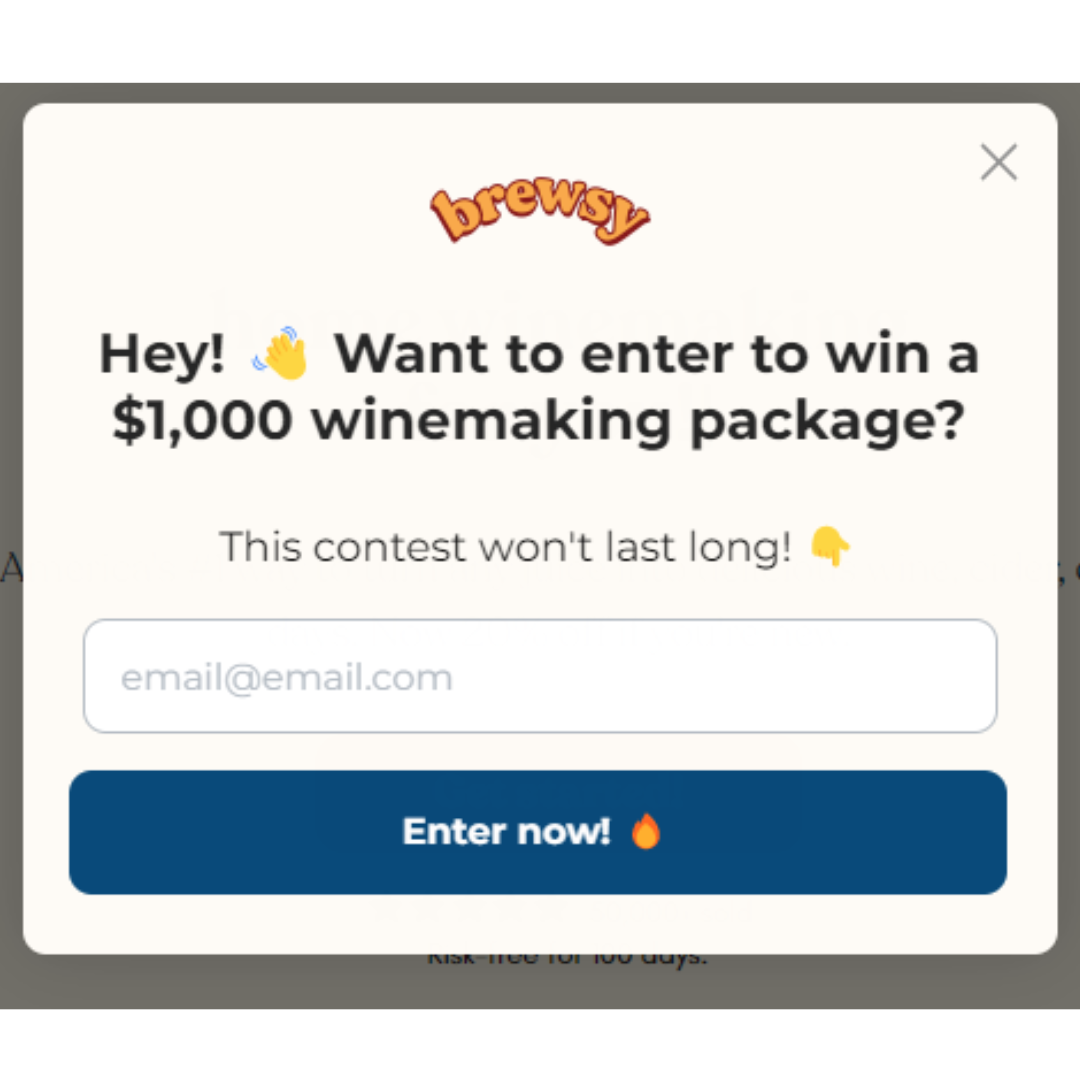 brewsy
Hey! 👋 Want to enter to win a
$1,000 winemaking package?
This contest won't last long! 👇
email@email.com
Enter now! 🔥
Risk-free for 100 days.